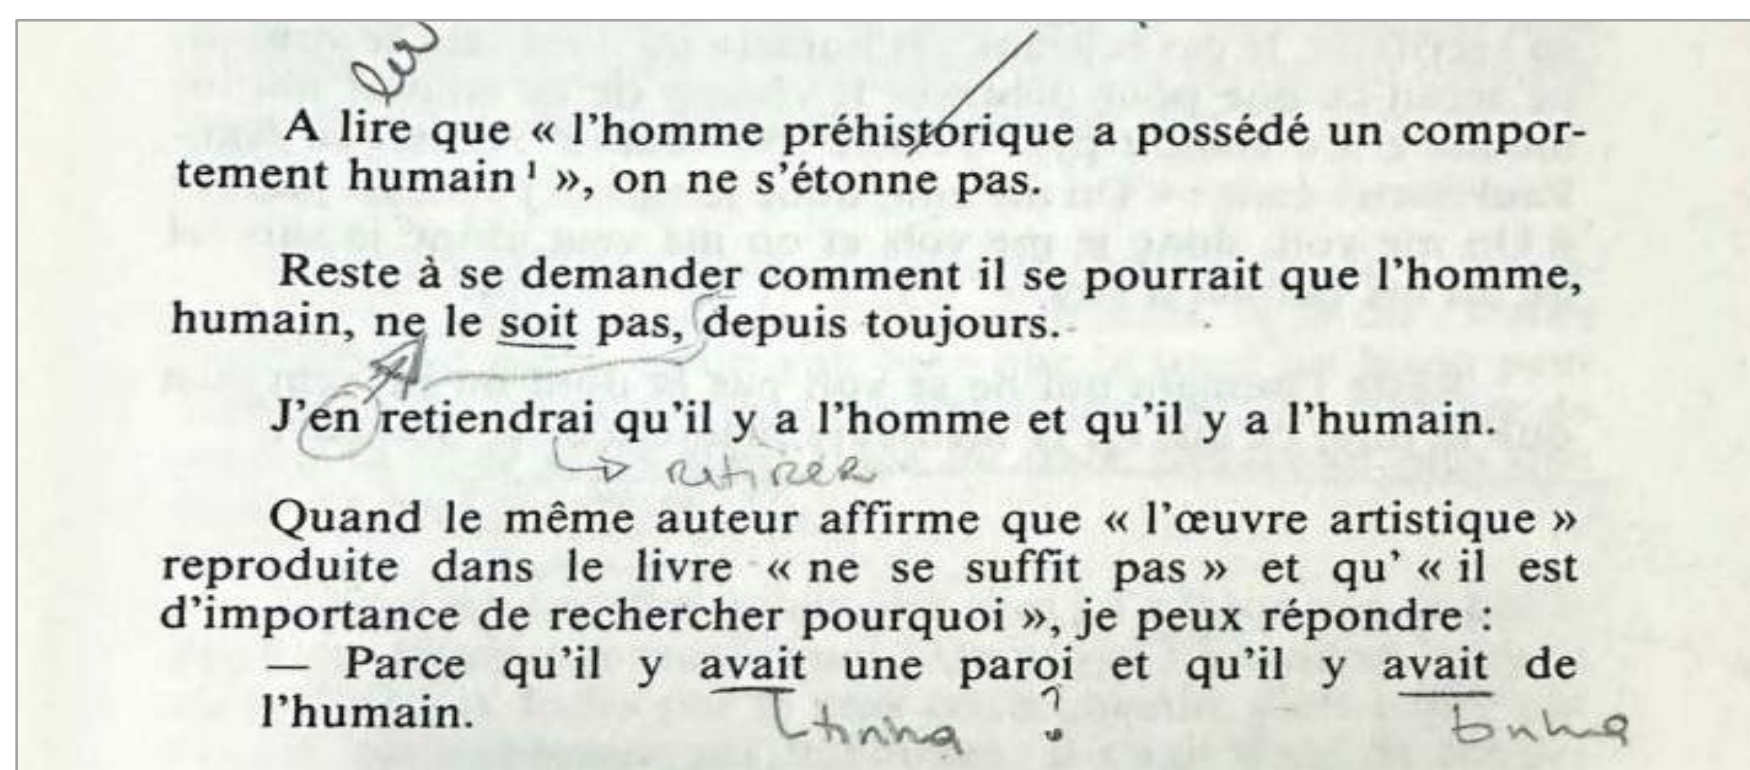 ler
A lire que « l'homme préhistorique a possédé un compor-
tement humain¹ », on ne s'étonne pas.
Reste à se demander comment il se pourrait que l'homme,
humain, ne le soit pas, depuis toujours.
J'en retiendrai qu'il y a l'homme et qu'il y a l'humain.
retirer
Quand le même auteur affirme que « l'œuvre artistique »
reproduite dans le livre « ne se suffit pas » et qu' « il est
d'importance de rechercher pourquoi », je peux répondre :
— Parce qu'il y avait une paroi et qu'il y avait de
l'humain.
tinha ?
tinha